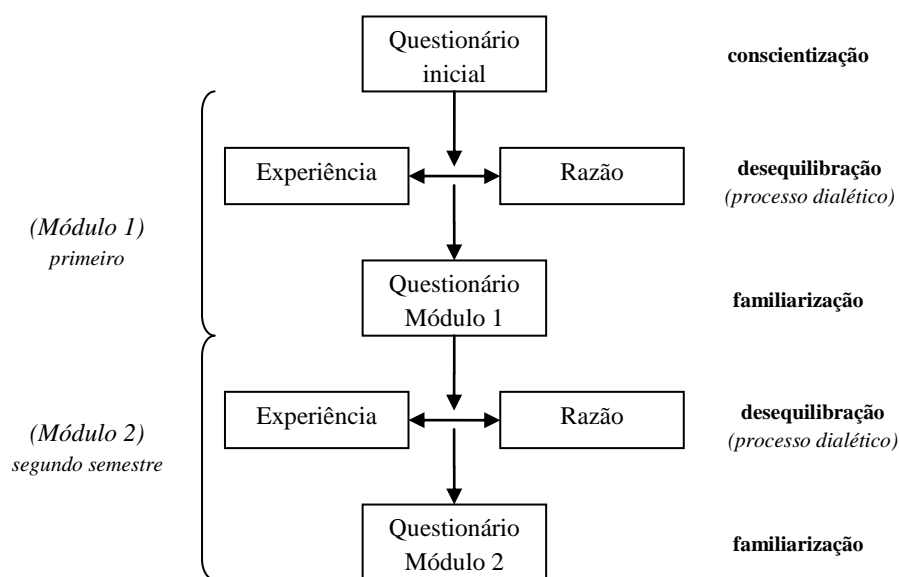 Questionário
inicial
conscientização
Experiência
Razão
desequilibração
(processo dialético)
(Módulo 1)
primeiro
Questionário
Módulo 1
familiarização
Experiência
Razão
desequilibração
(processo dialético)
(Módulo 2)
segundo semestre
Questionário
Módulo 2
familiarização